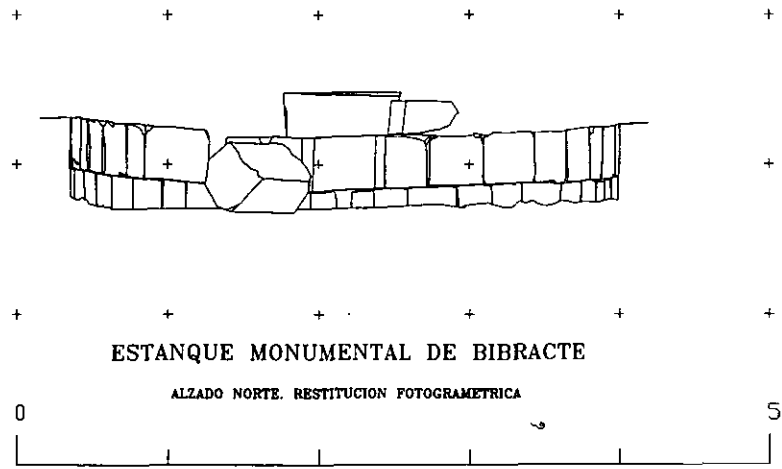 ESTANQUE MONUMENTAL DE BIBRACTE
ALZADO NORTE. RESTITUCION FOTOGRAMETRICA
0 5